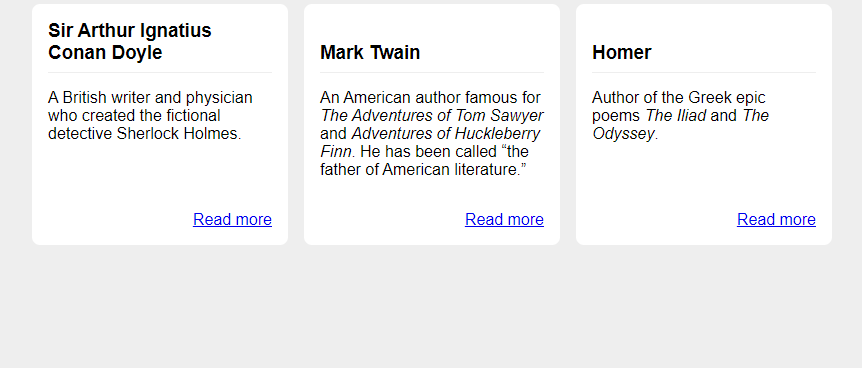 Sir Arthur Ignatius
Conan Doyle
A British writer and physician
who created the fictional
detective Sherlock Holmes.
Read more
Mark Twain
An American author famous for
The Adventures of Tom Sawyer
and Adventures of Huckleberry
Finn. He has been called “the
father of American literature.”
Read more
Homer
Author of the Greek epic
poems The Iliad and The
Odyssey.
Read more